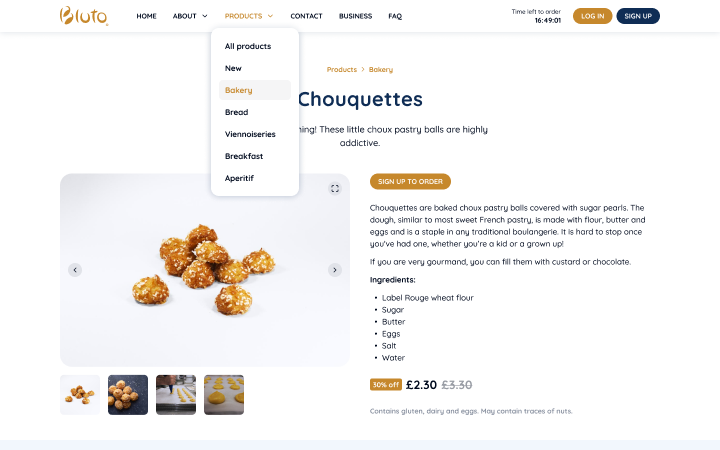 Bluto
HOME
ABOUT
PRODUCTS
CONTACT
BUSINESS
FAQ
Time left to order
16:49:01
LOG IN
SIGN UP
All products
New
Bakery
Bread
Viennoiseries
Breakfast
Aperitif
Products > Bakery
Chouquettes
These little choux pastry balls are highly
addictive.
SIGN UP TO ORDER
Chouquettes are baked choux pastry balls covered with sugar pearls. The
dough, similar to most sweet French pastry, is made with flour, butter and
eggs and is a staple in any traditional boulangerie. It is hard to stop once
you've had one, whether you're a kid or a grown up!
If you are very gourmand, you can fill them with custard or chocolate.
Ingredients:
• Label Rouge wheat flour
• Sugar
• Butter
• Eggs
• Salt
• Water
30% off £2.30 £3.30
Contains gluten, dairy and eggs. May contain traces of nuts.